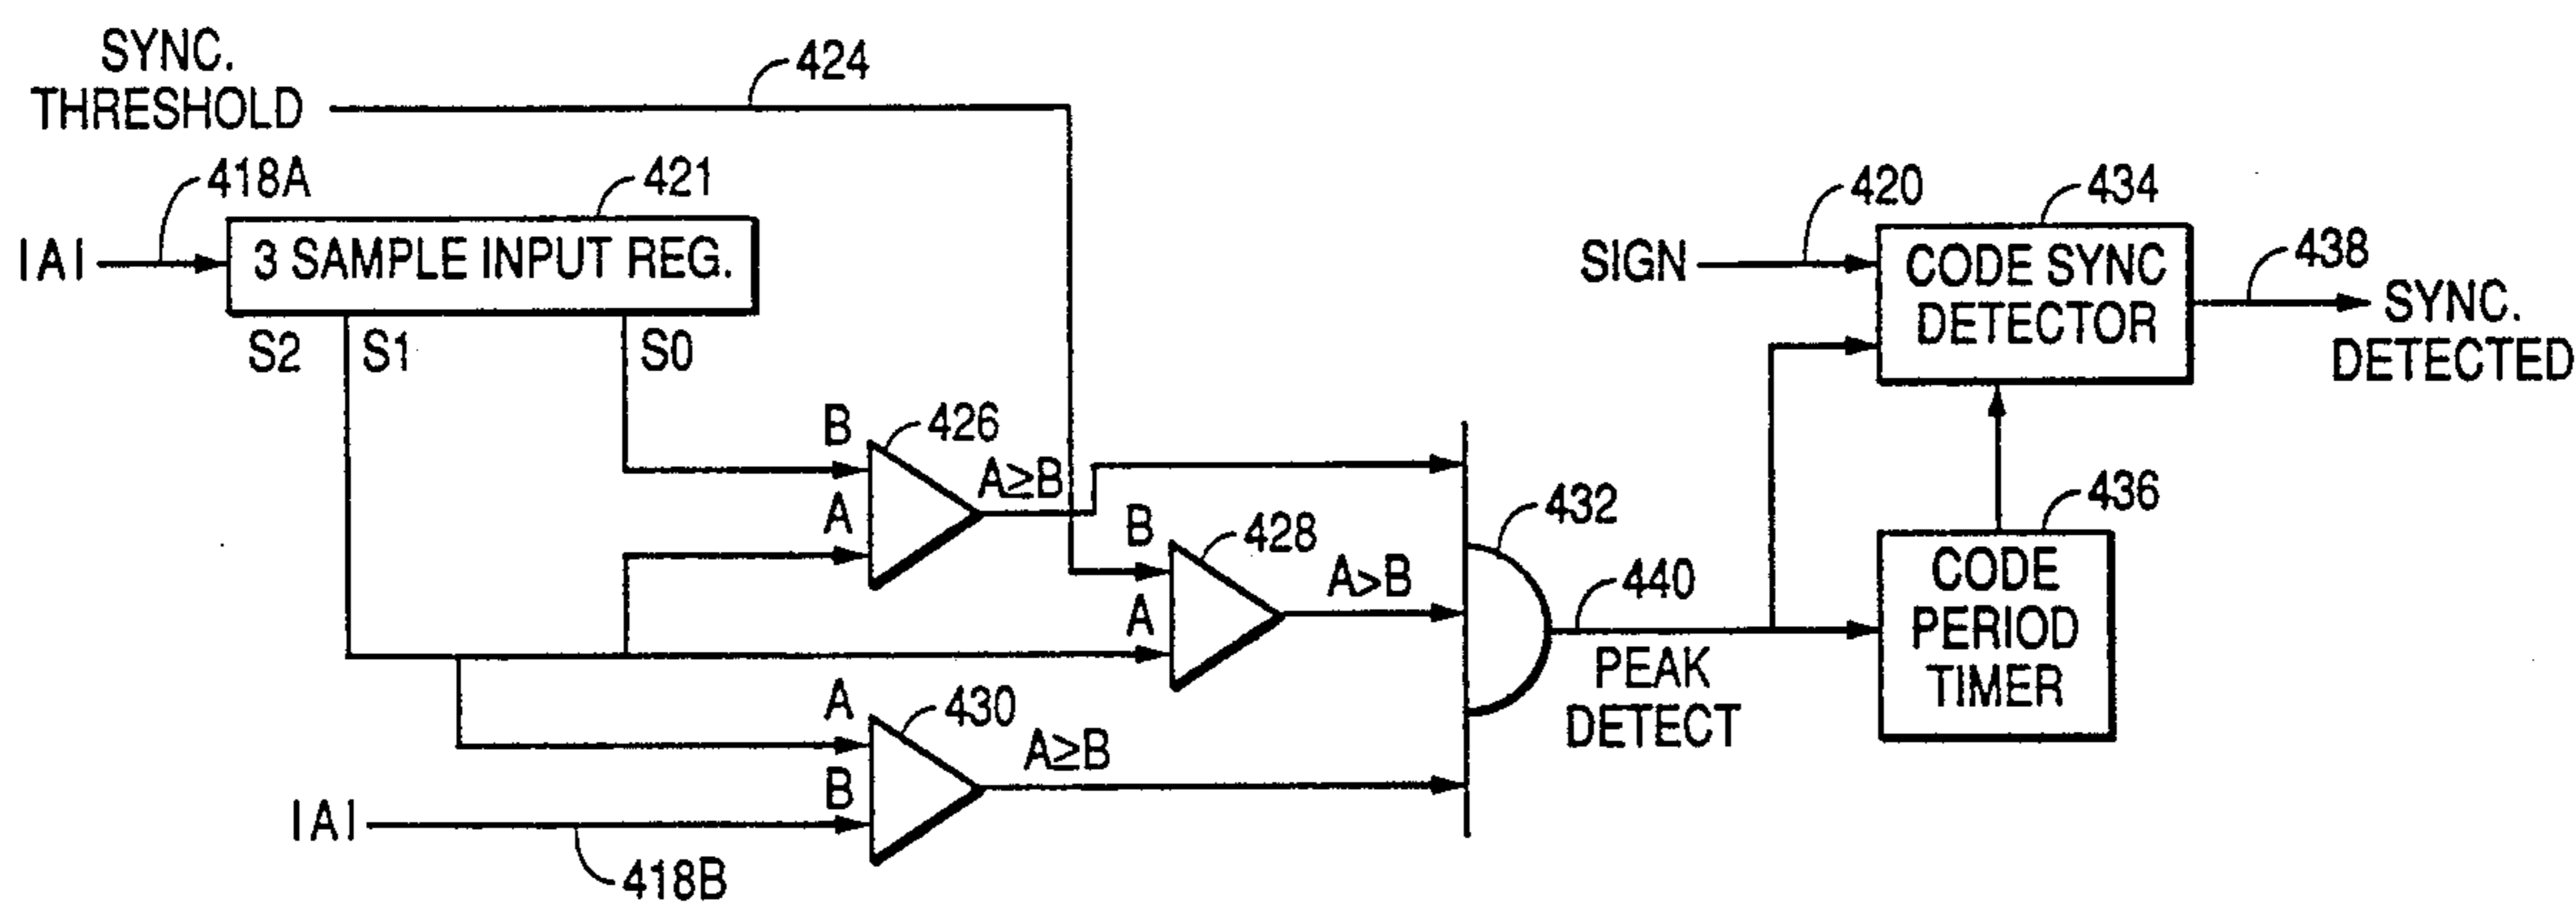 SYNC.
THRESHOLD
424
418A
421
|A|
3 SAMPLE INPUT REG.
S2
S1
S0
420
434
SIGN
CODE SYNC
DETECTOR
438
SYNC.
DETECTED
B
426
A≥B
A
B
428
A>B
A
432
440
PEAK
DETECT
436
CODE
PERIOD
TIMER
A
430
A≥B
B
|A|
418B